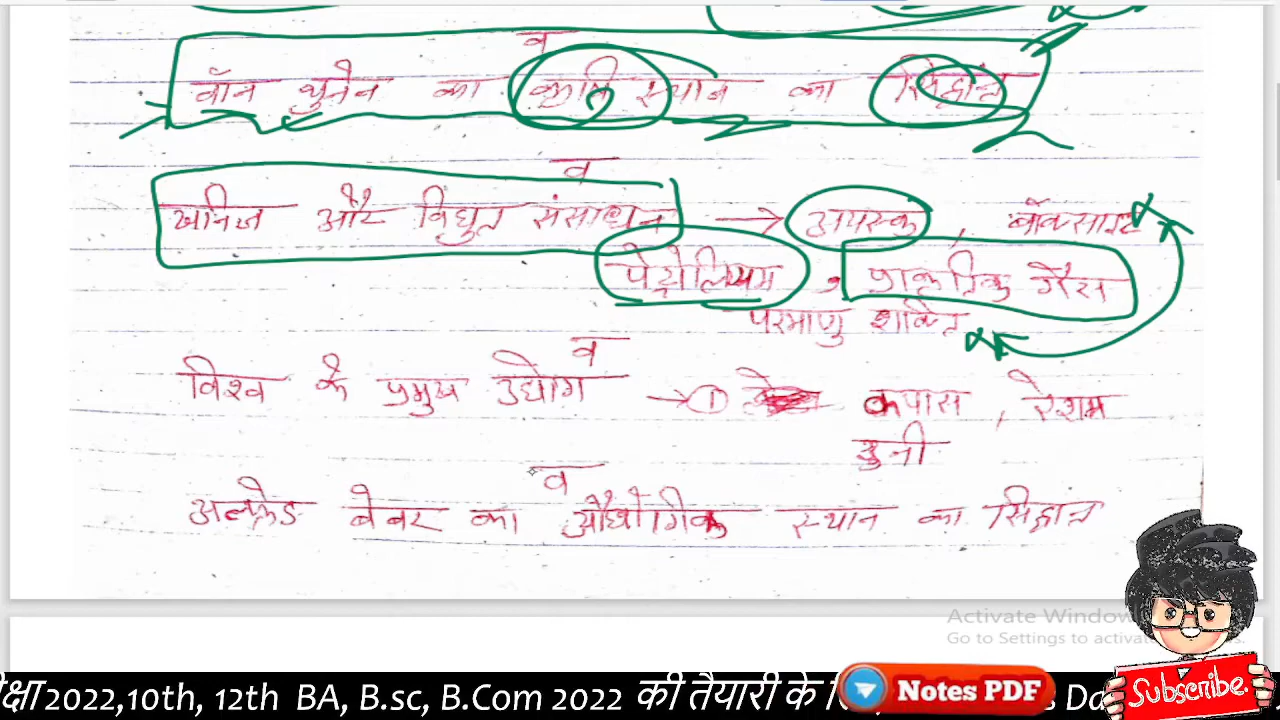 व
वॉन थुनेन का कृषि स्थान का सिद्धांत
व
खनिज और विद्युत संसाधन → अयस्क, बॉक्साइट
पेट्रोलियम, प्राकृतिक गैस
परमाणु शक्ति
व
विश्व के प्रमुख उद्योग → ① कपास, रेशम
ऊनी
व
अल्फ्रेड वेबर का औद्योगिक स्थान का सिद्धान्त
Activate Windows
Go to Settings to activate
रीक्षा 2022,10th, 12th BA, B.sc, B.Com 2022 की तैयारी के
Notes PDF
Subscribe